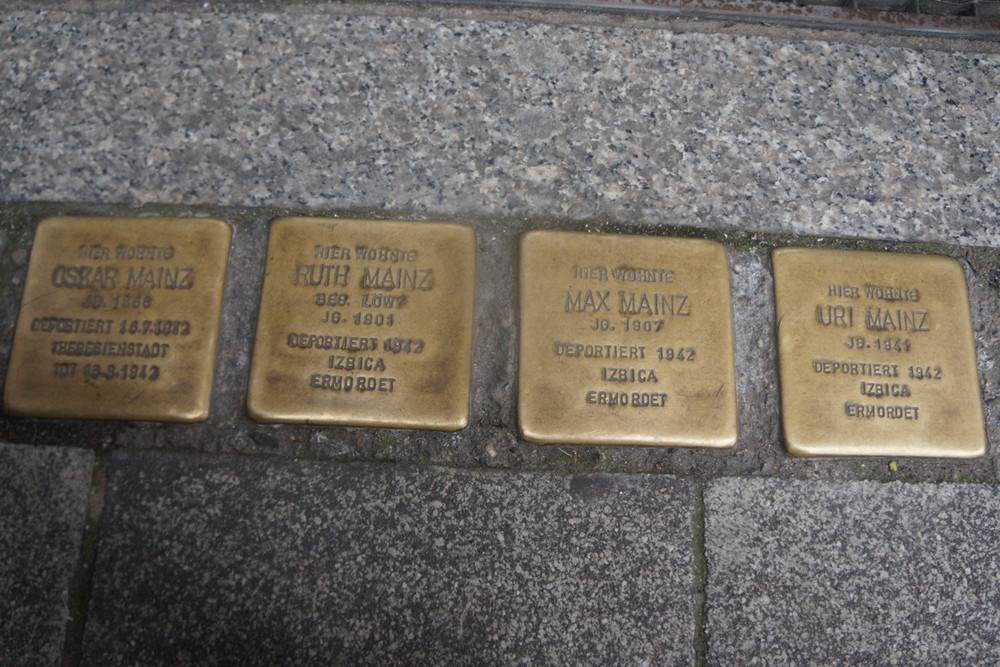 HIER WOHNTE
OSKAR MAINZ
JG. 1868
DEPORTIERT
THERESIENSTADT
TOT
HIER WOHNTE
RUTH MAINZ
GEB. LÖWY
JG. 1901
DEPORTIERT 1942
IZBICA
ERMORDET
HIER WOHNTE
MAX MAINZ
JG. 1907
DEPORTIERT 1942
IZBICA
ERMORDET
HIER WOHNTE
URI MAINZ
JG. 1941
DEPORTIERT 1942
IZBICA
ERMORDET